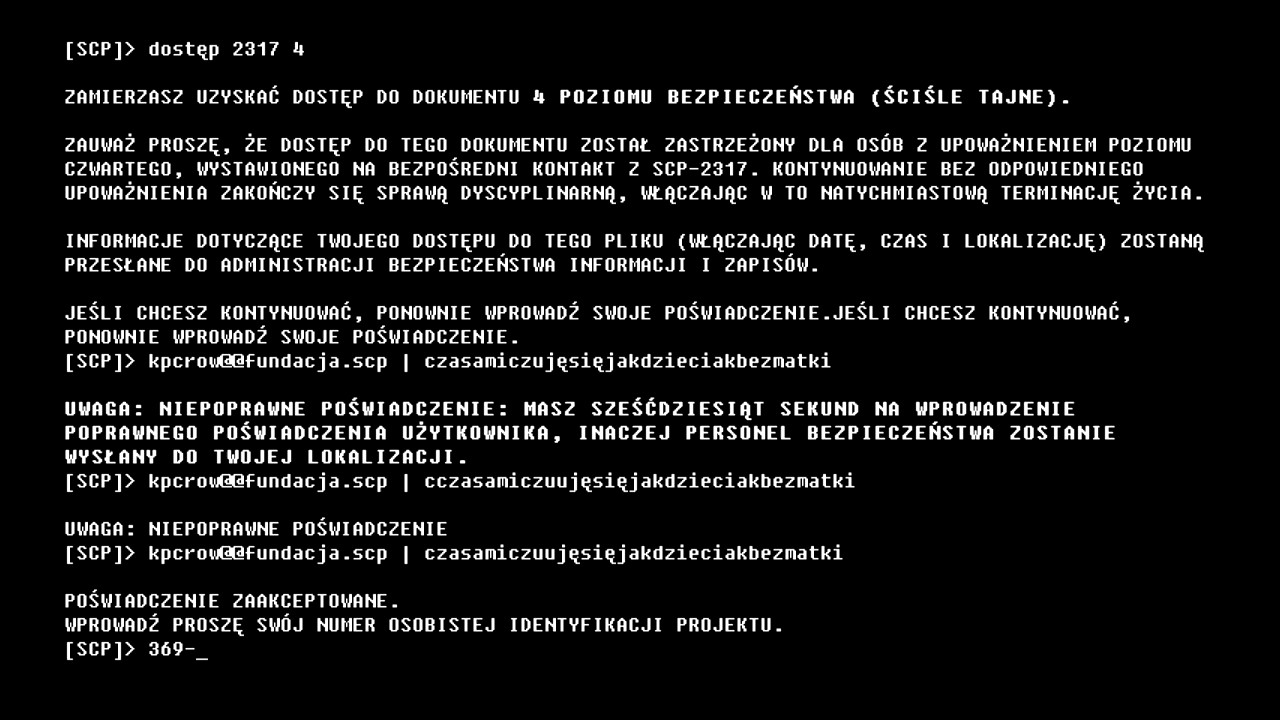 [SCP]> dostęp 2317 4
ZAMIERZASZ UZYSKAĆ DOSTĘP DO DOKUMENTU 4 POZIOMU BEZPIECZEŃSTWA (ŚCIŚLE TAJNE).
ZAUWAŻ PROSZĘ, ŻE DOSTĘP DO TEGO DOKUMENTU ZOSTAŁ ZASTRZEŻONY DLA OSÓB Z UPOWAŻNIENIEM POZIOMU
CZWARTEGO, WYSTAWIONEGO NA BEZPOŚREDNI KONTAKT Z SCP-2317. KONTYNUOWANIE BEZ ODPOWIEDNIEGO
UPOWAŻNIENIA ZAKOŃCZY SIĘ SPRAWĄ DYSCYPLINARNĄ, WŁĄCZAJĄC W TO NATYCHMIASTOWĄ TERMINACJĘ ŻYCIA.
INFORMACJE DOTYCZĄCE TWOJEGO DOSTĘPU DO TEGO PLIKU (WŁĄCZAJĄC DATĘ, CZAS I LOKALIZACJĘ) ZOSTANĄ
PRZESŁANE DO ADMINISTRACJI BEZPIECZEŃSTWA INFORMACJI I ZAPISÓW.
JEŚLI CHCESZ KONTYNUOWAĆ, PONOWNIE WPROWADŹ SWOJE POŚWIADCZENIE.JEŚLI CHCESZ KONTYNUOWAĆ,
PONOWNIE WPROWADŹ SWOJE POŚWIADCZENIE.
[SCP]> kpcrow@@fundacja.scp | czasamiczujęsięjakdzieciakbezmatki
UWAGA: NIEPOPRAWNE POŚWIADCZENIE: MASZ SZEŚĆDZIESIĄT SEKUND NA WPROWADZENIE
POPRAWNEGO POŚWIADCZENIA UŻYTKOWNIKA, INACZEJ PERSONEL BEZPIECZEŃSTWA ZOSTANIE
WYSŁANY DO TWOJEJ LOKALIZACJI.
[SCP]> kpcrow@@fundacja.scp | cczasamiczuujęsięjakdzieciakbezmatki
UWAGA: NIEPOPRAWNE POŚWIADCZENIE
[SCP]> kpcrow@@fundacja.scp | czasamiczuujęsięjakdzieciakbezmatki
POŚWIADCZENIE ZAAKCEPTOWANE.
WPROWADŹ PROSZĘ SWÓJ NUMER OSOBISTEJ IDENTYFIKACJI PROJEKTU.
[SCP]> 369-_